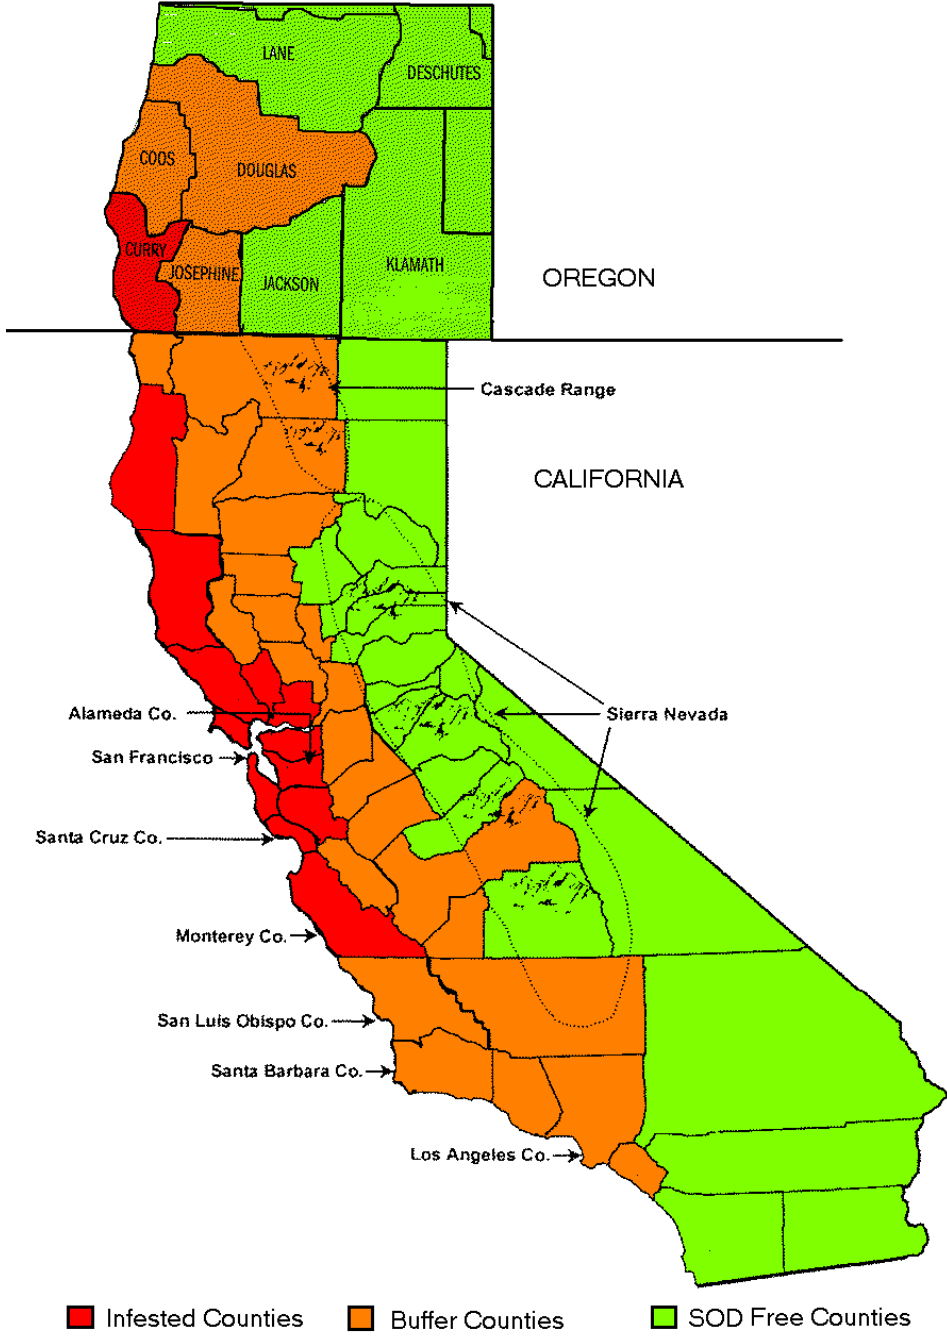 LANE
DESCHUTES
COOS
DOUGLAS
CURRY
JOSEPHINE
JACKSON
KLAMATH
OREGON
Cascade Range
CALIFORNIA
Alameda Co.
Sierra Nevada
San Francisco
Santa Cruz Co.
Monterey Co.
San Luis Obispo Co.
Santa Barbara Co.
Los Angeles Co.
Infested Counties
Buffer Counties
SOD Free Counties